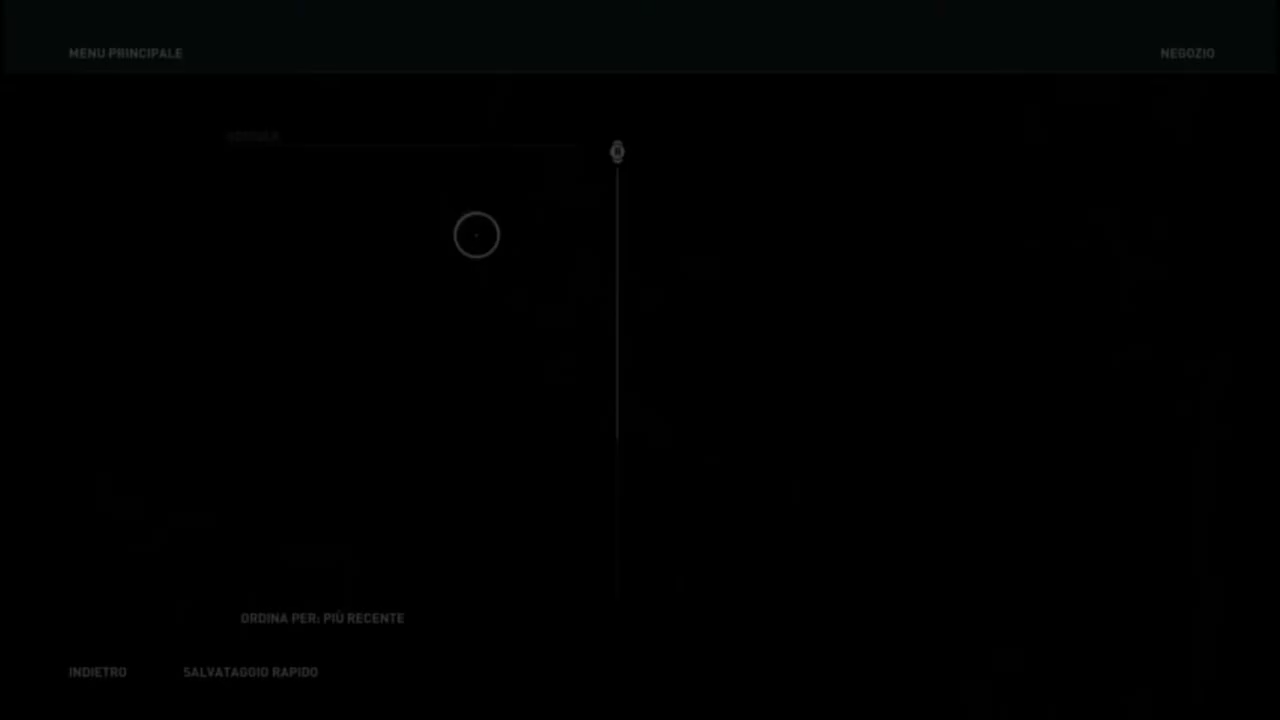 MENU PRINCIPALE
NEGOZIO
ORDINA PER: PIÙ RECENTE
INDIETRO
SALVATAGGIO RAPIDO